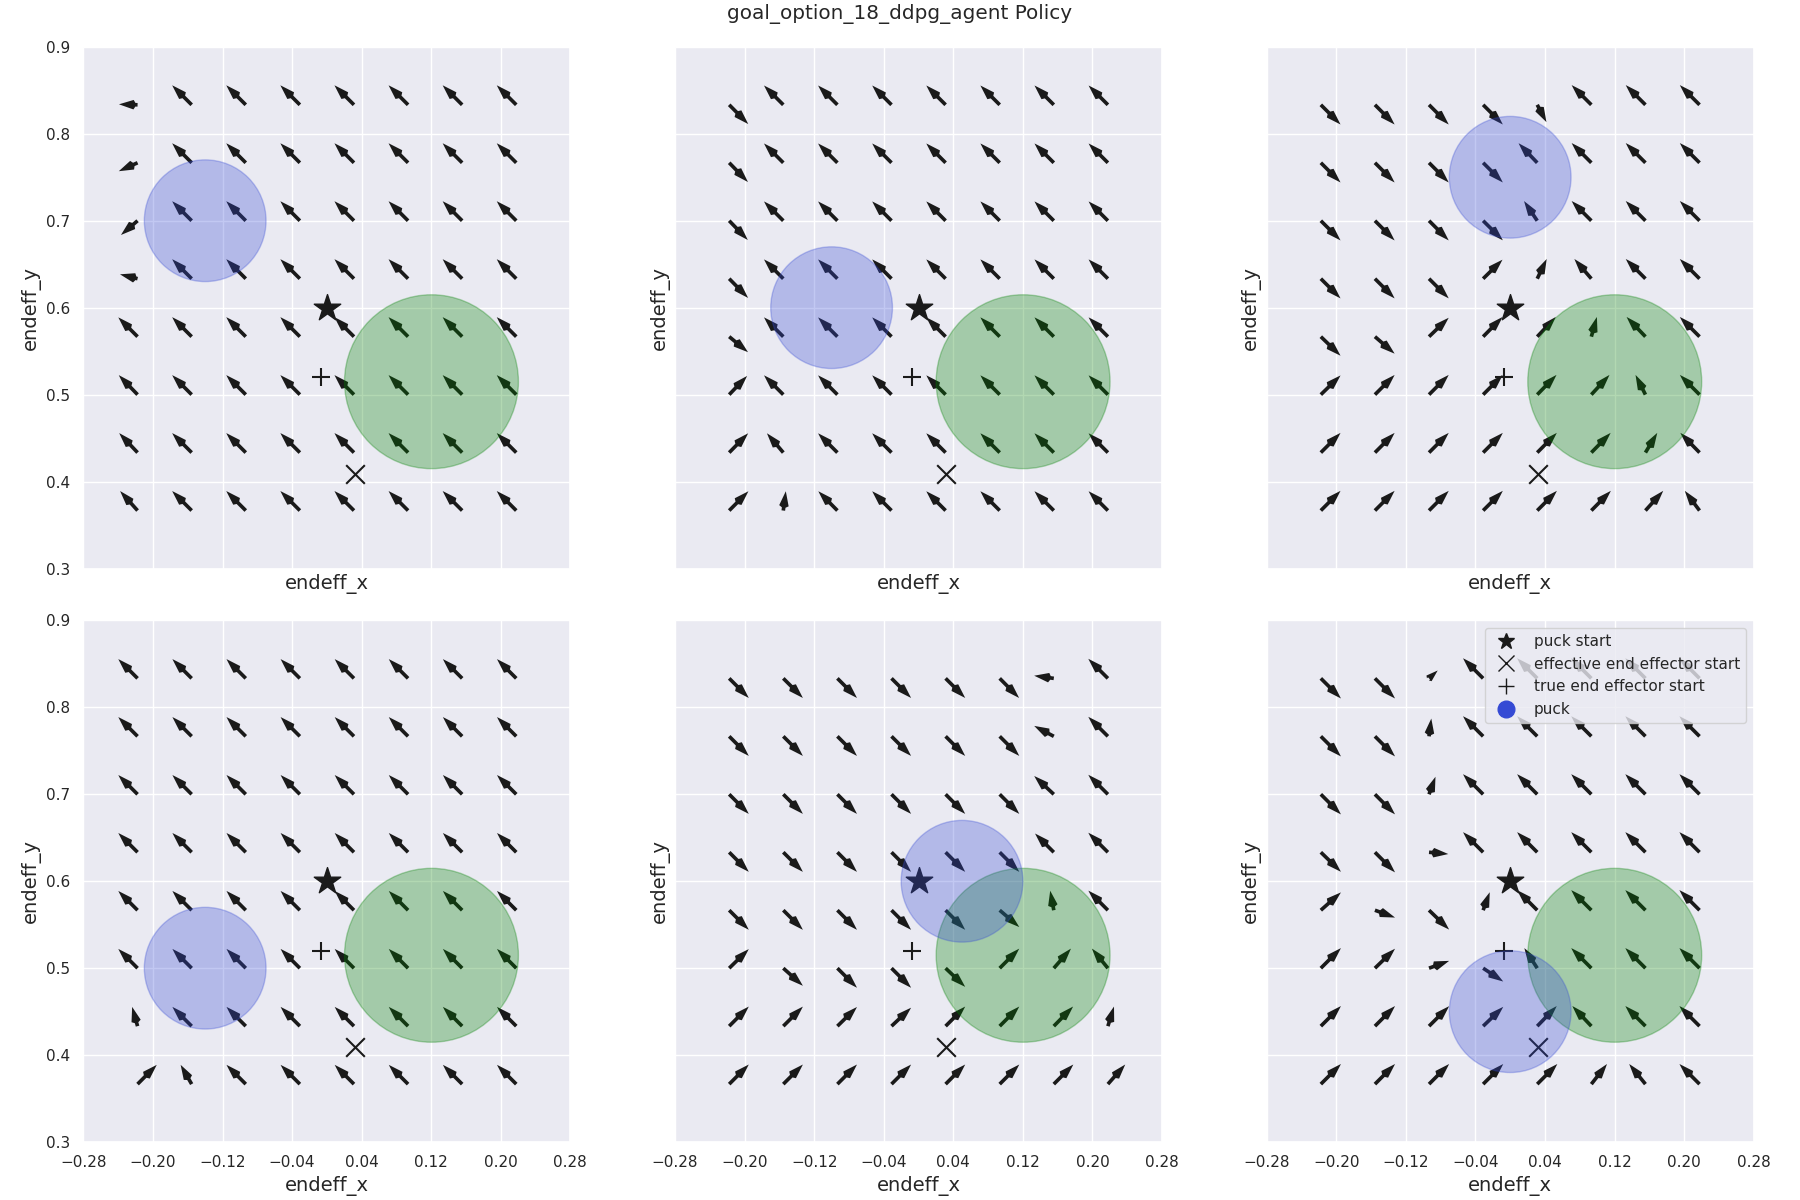 goal_option_18_ddpg_agent Policy
0.9
0.8
0.7
0.6
0.5
0.4
0.3
endeff_y
endeff_x
endeff_y
endeff_x
endeff_y
endeff_x
0.9
0.8
0.7
0.6
0.5
0.4
0.3
endeff_y
−0.28 −0.20 −0.12 −0.04 0.04 0.12 0.20 0.28
endeff_x
endeff_y
−0.28 −0.20 −0.12 −0.04 0.04 0.12 0.20 0.28
endeff_x
endeff_y
puck start
effective end effector start
true end effector start
puck
−0.28 −0.20 −0.12 −0.04 0.04 0.12 0.20 0.28
endeff_x